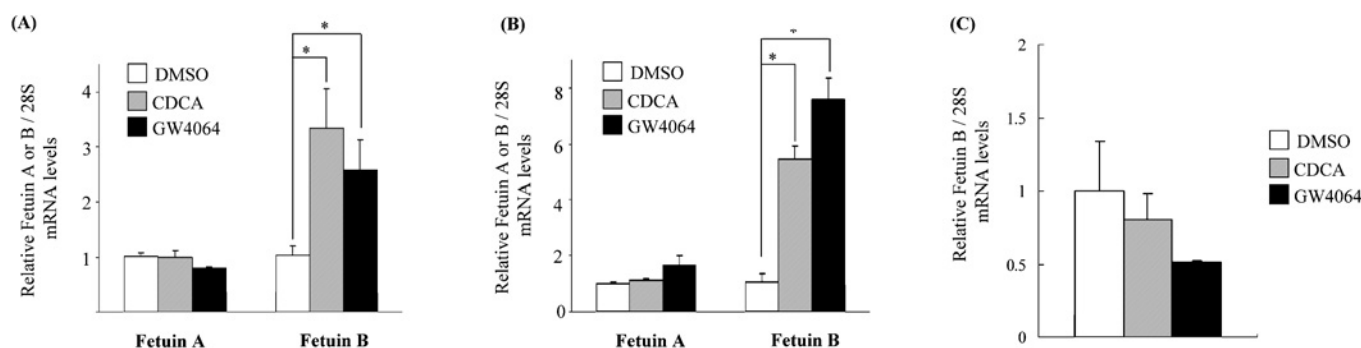 (A)
Relative Fetuin A or B / 28S
mRNA levels
4
3
2
1
DMSO
CDCA
GW4064
*
*
Fetuin A
Fetuin B
(B)
Relative Fetuin A or B / 28S
mRNA levels
8
6
4
2
0
DMSO
CDCA
GW4064
*
*
Fetuin A
Fetuin B
(C)
Relative Fetuin B / 28S
mRNA levels
2
1.5
1
0.5
0
DMSO
CDCA
GW4064